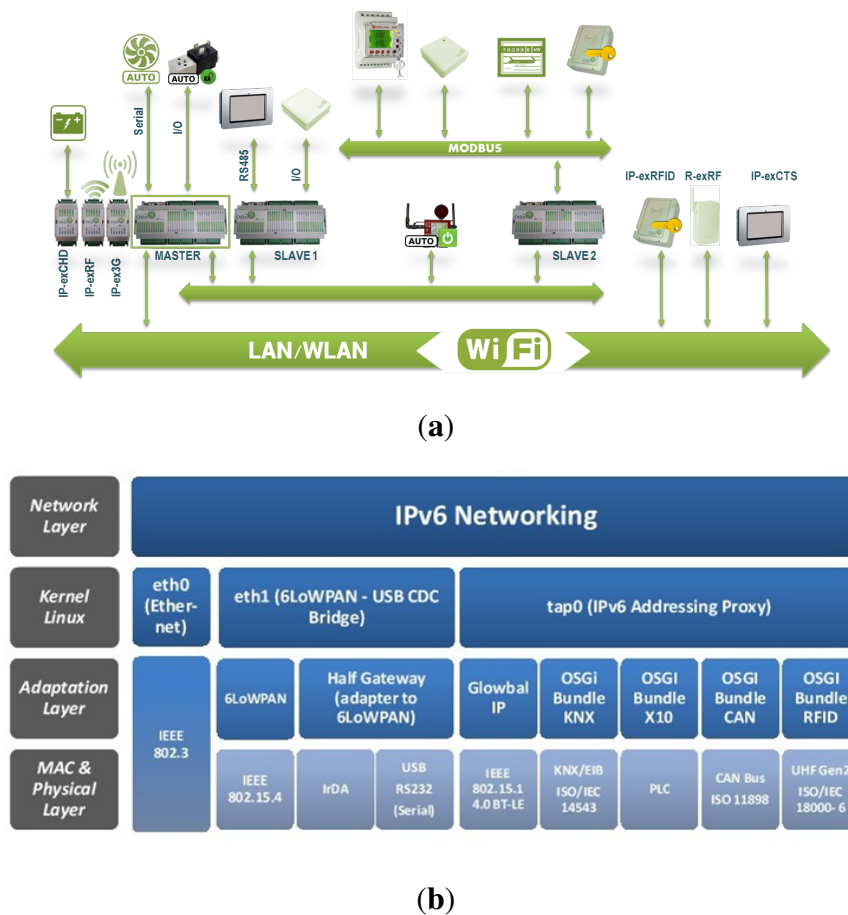 AUTO
AUTO
Serial
I/O
RS485
I/O
MODBUS
IP-exRFID
R-exRF
IP-exCTS
IP-exCHD
IP-exRF
IP-ex3G
MASTER
SLAVE 1
AUTO
SLAVE 2
LAN/WLAN
Wi Fi
(a)
Network
Layer
IPv6 Networking
Kernel
Linux
eth0
(Ether-
net)
eth1 (6LoWPAN - USB CDC
Bridge)
tap0 (IPv6 Addressing Proxy)
Adaptation
Layer
IEEE
802.3
6LoWPAN
Half Gateway
(adapter to
6LoWPAN)
Glowbal
IP
OSGi
Bundle
KNX
OSGI
Bundle
X10
OSGI
Bundle
CAN
OSGI
Bundle
RFID
MAC &
Physical
Layer
IEEE
802.15.4
IrDA
USB
RS232
(Serial)
IEEE
802.15.1
4.0 BT-LE
KNX/EIB
ISO/IEC
14543
PLC
CAN Bus
ISO 11898
UHF Gen2
ISO/IEC
18000- 6
(b)